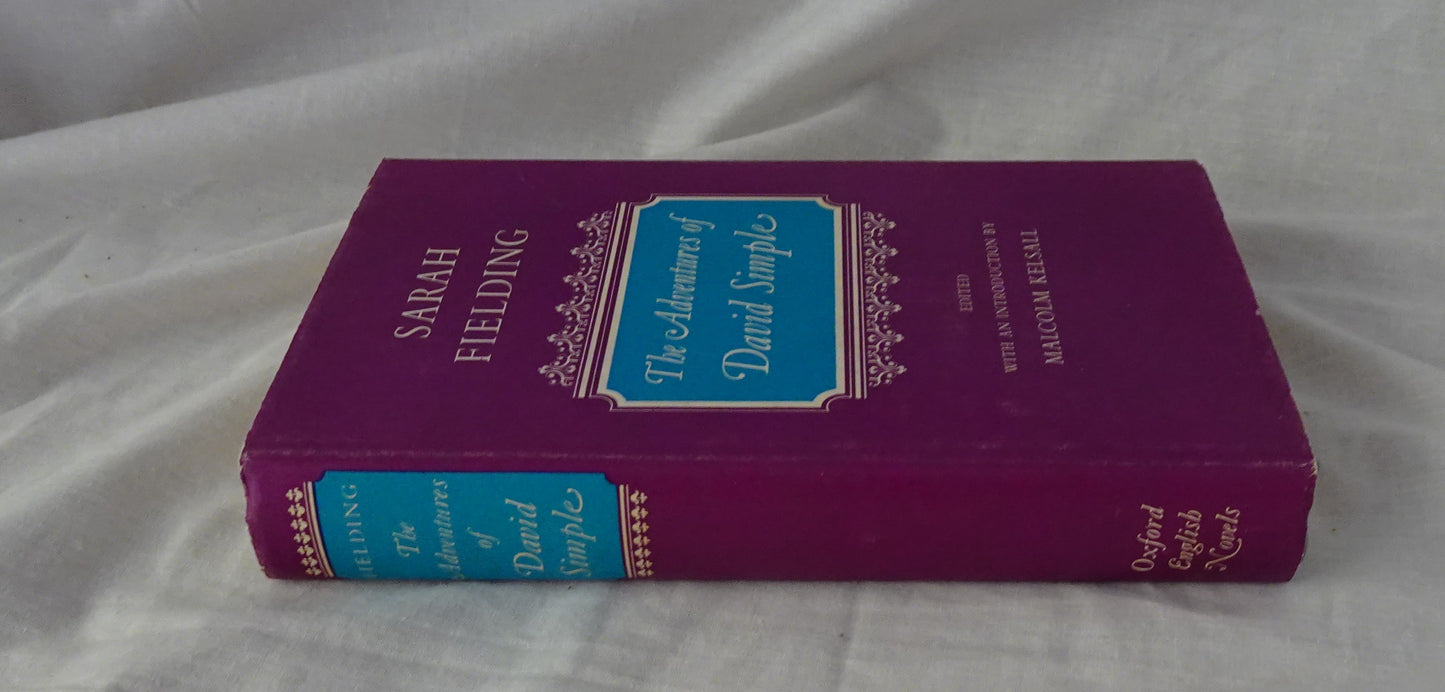 SARAH
FIELDING
The Adventures of
David Simple
EDITED
WITH AN INTRODUCTION BY
MALCOLM KELSALL
FIELDING
The
Adventures
of
David
Simple
Oxford
English
Novels